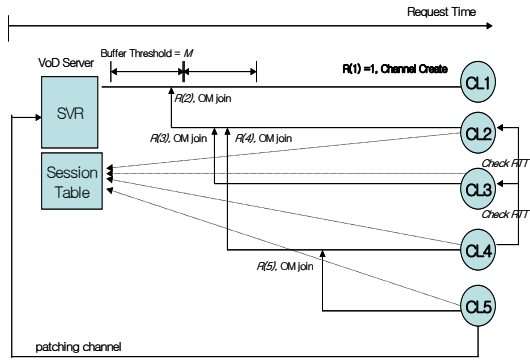 Request Time
Buffer Threshold = M
VoD Server
R(1) =1, Channel Create
CL1
SVR
R(2), OM join
CL2
R(3), OM join
R(4), OM join
Check RTT
Session
Table
CL3
Check RTT
CL4
R(5), OM join
CL5
patching channel